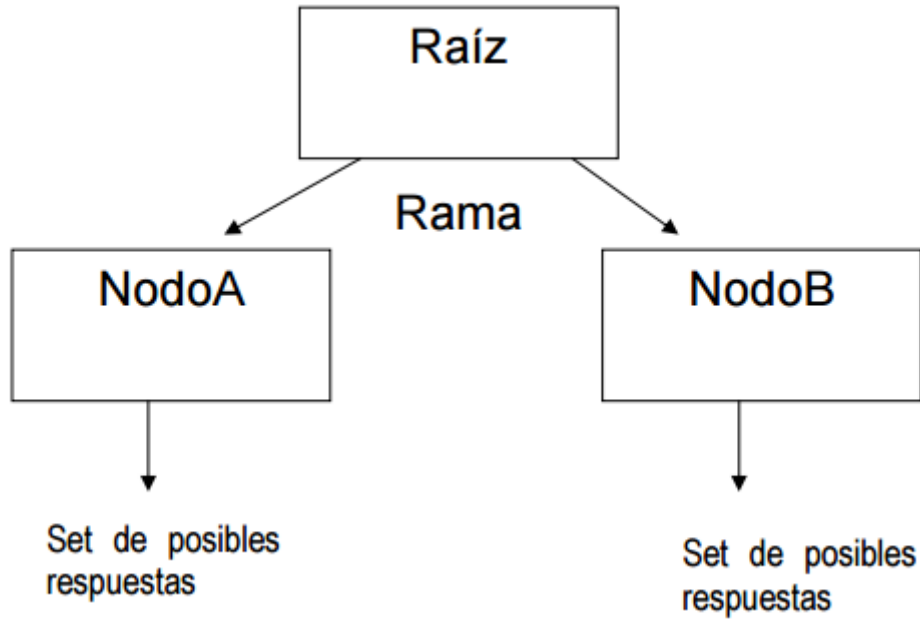 Raíz
Rama
NodoA
NodoB
Set de posibles
respuestas
Set de posibles
respuestas